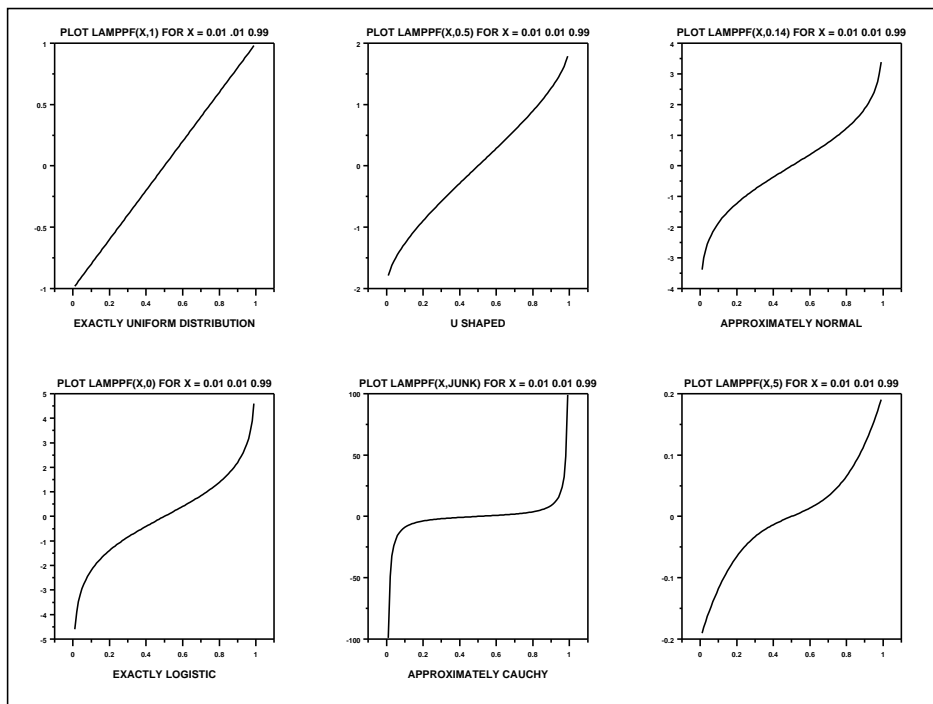 PLOT LAMPPF(X,1) FOR X = 0.01 .01 0.99
1
0.5
0
-0.5
-1
0 0.2 0.4 0.6 0.8 1
EXACTLY UNIFORM DISTRIBUTION
PLOT LAMPPF(X,0.5) FOR X = 0.01 0.01 0.99
2
1
0
-1
-2
0 0.2 0.4 0.6 0.8 1
U SHAPED
PLOT LAMPPF(X,0.14) FOR X = 0.01 0.01 0.99
4
3
2
1
0
-1
-2
-3
-4
0 0.2 0.4 0.6 0.8 1
APPROXIMATELY NORMAL
PLOT LAMPPF(X,0) FOR X = 0.01 0.01 0.99
5
4
3
2
1
0
-1
-2
-3
-4
-5
0 0.2 0.4 0.6 0.8 1
EXACTLY LOGISTIC
PLOT LAMPPF(X,JUNK) FOR X = 0.01 0.01 0.99
100
50
0
-50
-100
0 0.2 0.4 0.6 0.8 1
APPROXIMATELY CAUCHY
PLOT LAMPPF(X,5) FOR X = 0.01 0.01 0.99
0.2
0.1
0
-0.1
-0.2
0 0.2 0.4 0.6 0.8 1